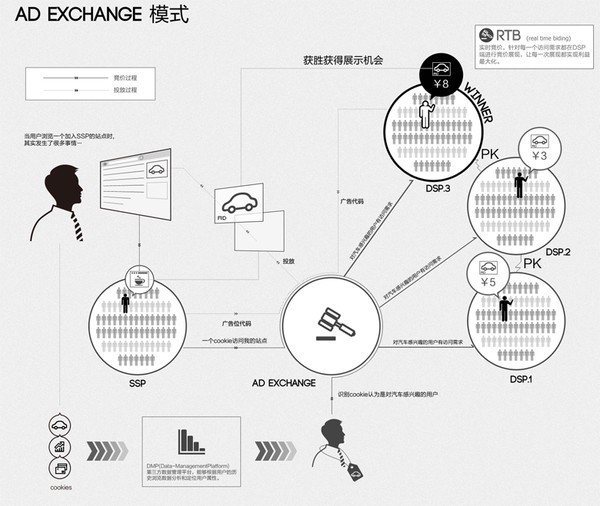 AD EXCHANGE 模式
RTB (real time biding)
实时竞价，针对每一个访问需求都在DSP
端进行竞价展现，让每一次展现都实现利益
最大化。
竞价过程
投放过程
获胜获得展示机会
¥8
WINNER
当用户浏览一个加入SSP的站点时，
其实发生了很多事情~
PK
¥3
DSP.3
广告代码
对汽车感兴趣的用户有访问需求
DSP.2
PK
¥5
对汽车感兴趣的用户有访问需求
投放
广告位代码
一个cookie访问我的站点
对汽车感兴趣的用户有访问需求
SSP
AD EXCHANGE
DSP.1
识别cookie认为是对汽车感兴趣的用户
DMP(Data-ManagementPlatform)
第三方数据管理平台，能够根据用户的历
史浏览数据分析和定位用户属性。
cookies